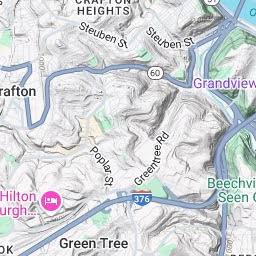 CRAFTON
HEIGHTS
Steuben St
Steuben St
60
Grandview
rafton
Greentree Rd
Poplar St
Hilton
urgh...
376
Beechvi
Seen G
Green Tree
OK